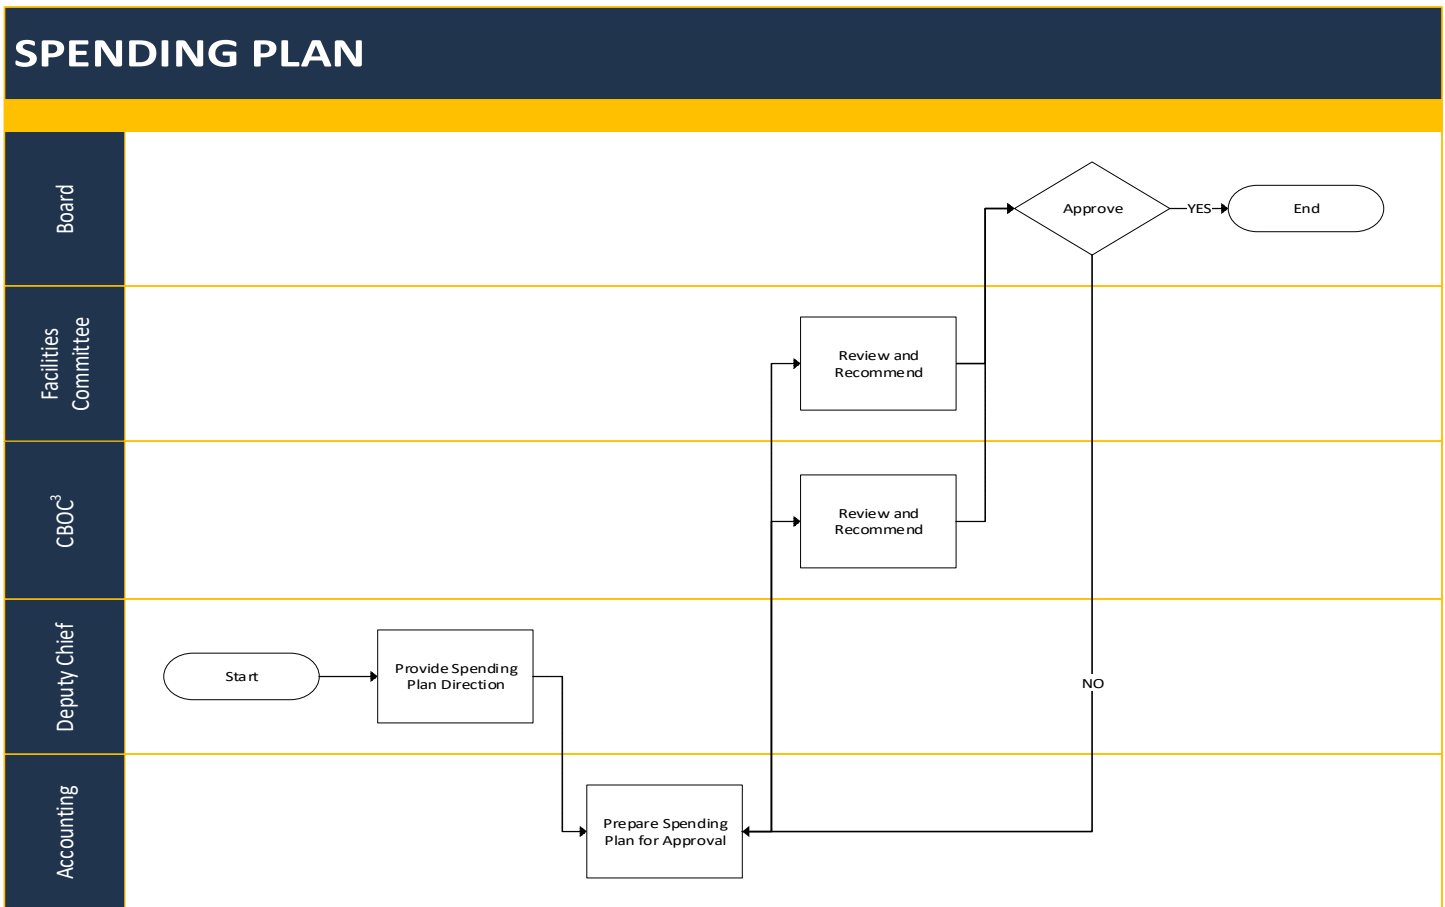 SPENDING PLAN
Board
Approve
YES
End
Facilities
Committee
Review and
Recommend
CBOC³
Review and
Recommend
Deputy Chief
Start
Provide Spending
Plan Direction
NO
Accounting
Prepare Spending
Plan for Approval